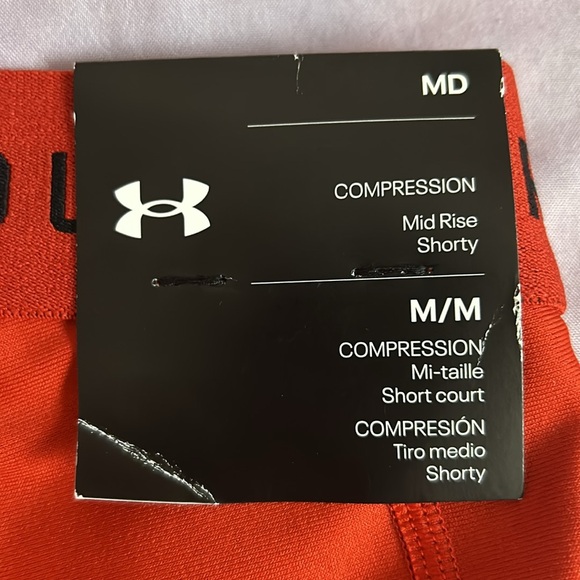 MD
COMPRESSION
Mid Rise
Shorty
M/M
COMPRESSION
Mi-taille
Short court
COMPRESIÓN
Tiro medio
Shorty